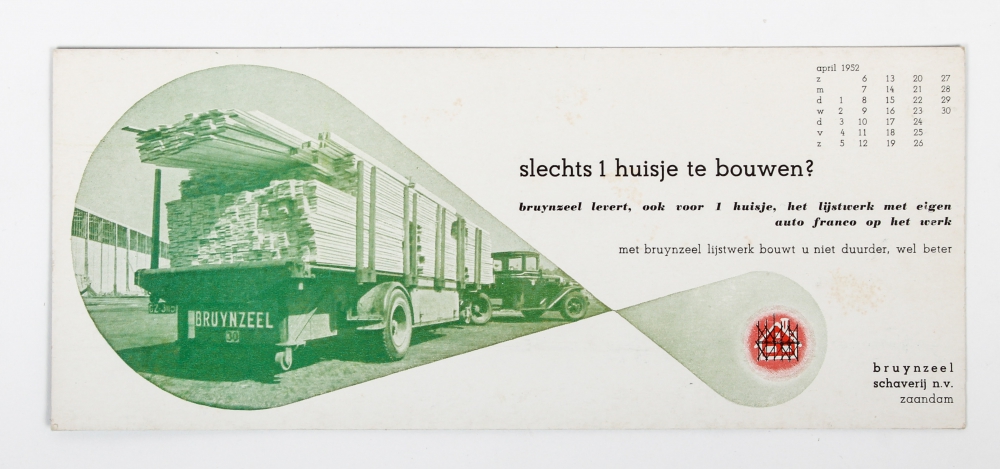 april 1952
z 6 13 20 27
m 7 14 21 28
d 1 8 15 22 29
w 2 9 16 23 30
d 3 10 17 24
v 4 11 18 25
z 5 12 19 26
slechts 1 huisje te bouwen?
bruynzeel levert, ook voor 1 huisje, het lijstwerk met eigen
auto franco op het werk
met bruynzeel lijstwerk bouwt u niet duurder, wel beter
BRUYNZEEL
30
bruynzeel
schaverij n.v.
zaandam